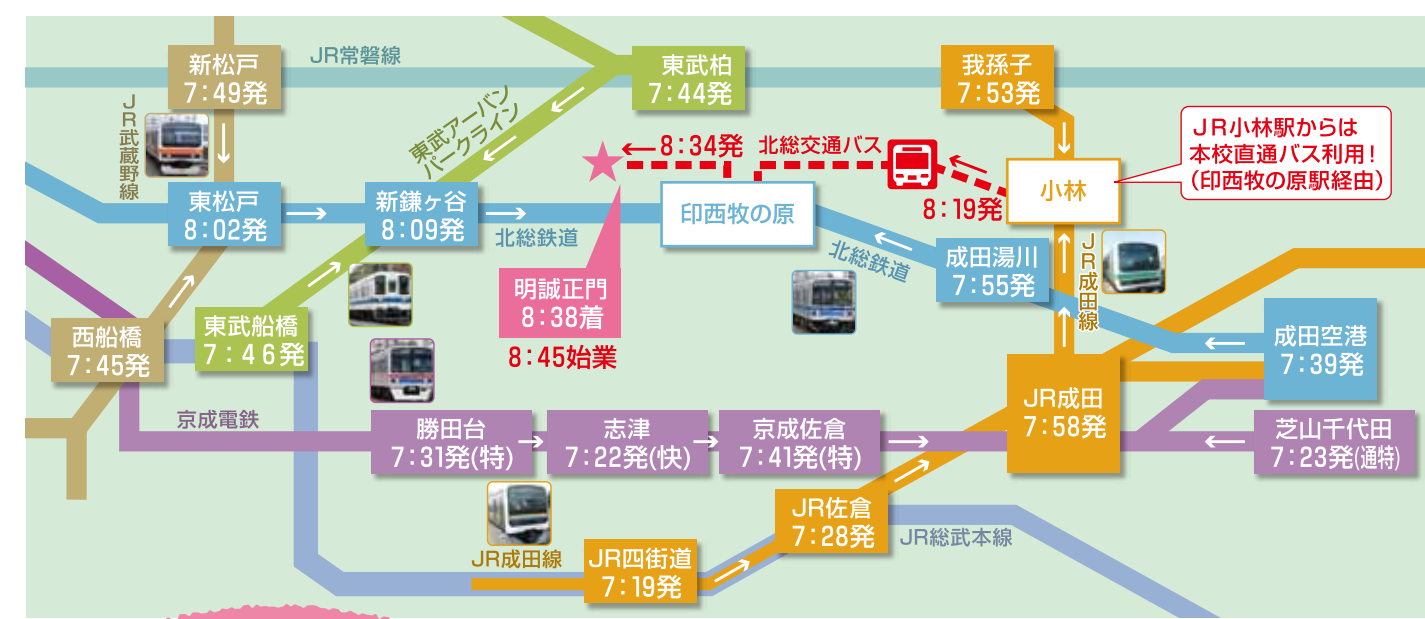 新松戸
7:49発
JR常磐線
東武柏
7:44発
我孫子
7:53発
JR武蔵野線
東武アーバン
パークライン
←8:34発
北総交通バス
JR小林駅からは
本校直通バス利用!
(印西牧の原駅経由)
東松戸
8:02発
新鎌ヶ谷
8:09発
北総鉄道
印西牧の原
8:19発
小林
北総鉄道
成田湯川
7:55発
JR成田線
明誠正門
8:38着
8:45始業
西船橋
7:45発
東武船橋
7:46発
成田空港
7:39発
京成電鉄
勝田台
7:31発(特)
志津
7:22発(快)
京成佐倉
7:41発(特)
JR成田
7:58発
芝山千代田
7:23発(通特)
JR佐倉
7:28発
JR総武本線
JR成田線
JR四街道
7:19発